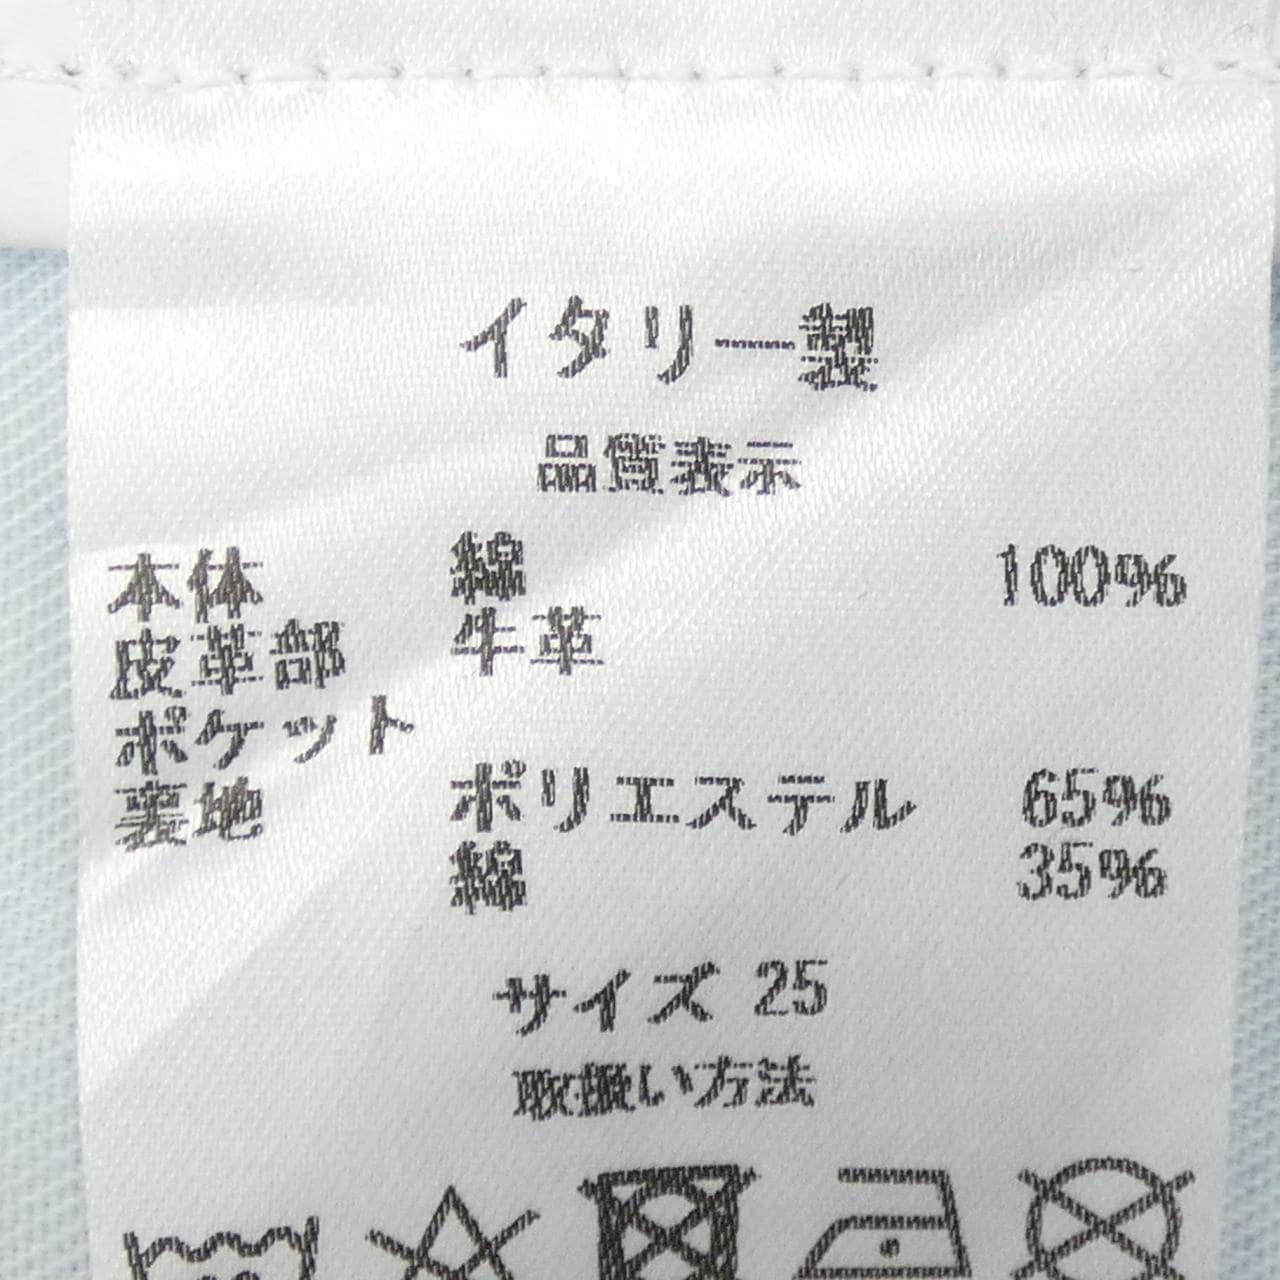 イタリー製
品質表示
本体 綿 100%
皮革部 牛革
ポケット
裏地 ポリエステル 65%
綿 35%
サイズ 25
取扱い方法